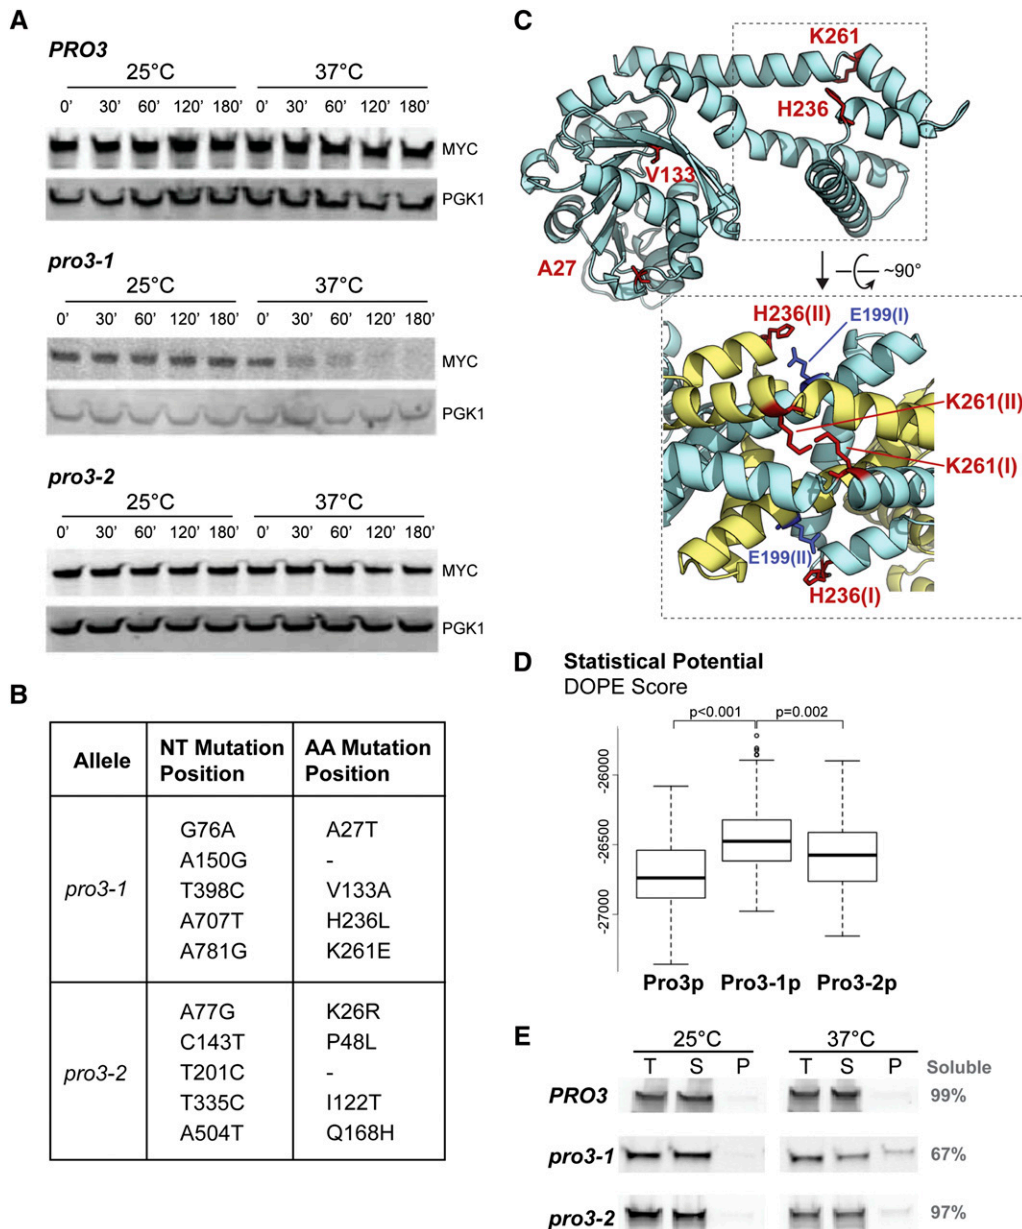 A
PRO3
25°C 37°C
0' 30' 60' 120' 180' 0' 30' 60' 120' 180'
MYC
PGK1
pro3-1
25°C 37°C
0' 30' 60' 120' 180' 0' 30' 60' 120' 180'
MYC
PGK1
pro3-2
25°C 37°C
0' 30' 60' 120' 180' 0' 30' 60' 120' 180'
MYC
PGK1
B
Allele NT Mutation Position AA Mutation Position
pro3-1
G76A A27T
A150G -
T398C V133A
A707T H236L
A781G K261E
pro3-2
A77G K26R
C143T P48L
T201C -
T335C I122T
A504T Q168H
C
K261
H236
V133
A27
~90°
H236(II)
E199(I)
K261(II)
K261(I)
E199(II)
H236(I)
D Statistical Potential
DOPE Score
p<0.001 p=0.002
-26000
-26500
-27000
Pro3p Pro3-1p Pro3-2p
E
25°C 37°C
T S P T S P Soluble
PRO3 99%
pro3-1 67%
pro3-2 97%